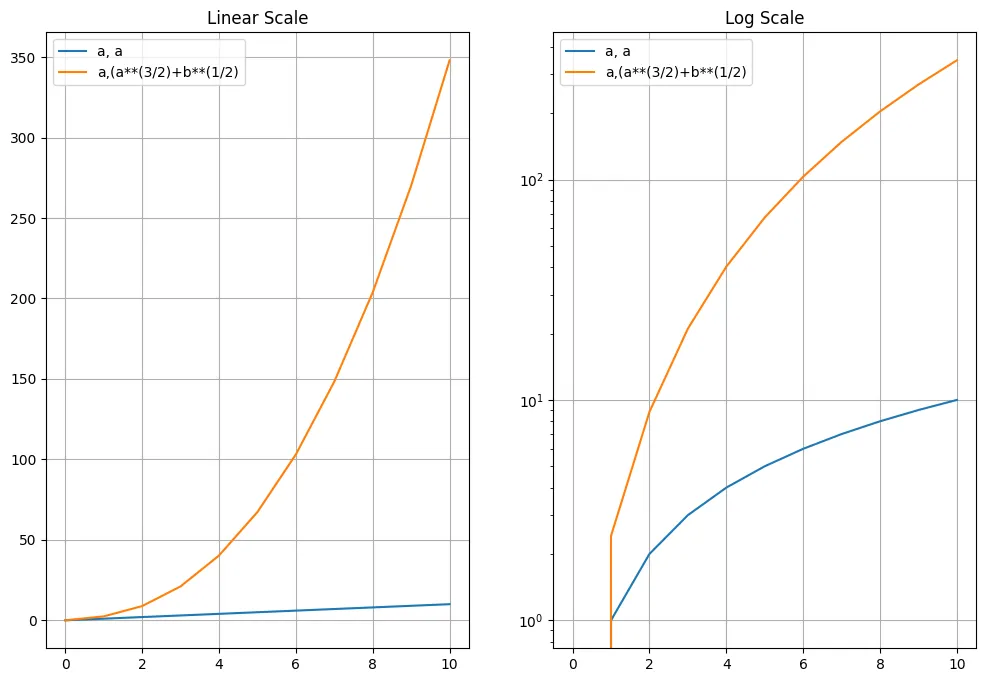 Linear Scale
a, a
a,(a**(3/2)+b**(1/2)
350
300
250
200
150
100
50
0
0 2 4 6 8 10
Log Scale
a, a
a,(a**(3/2)+b**(1/2)
10²
10¹
10⁰
0 2 4 6 8 10